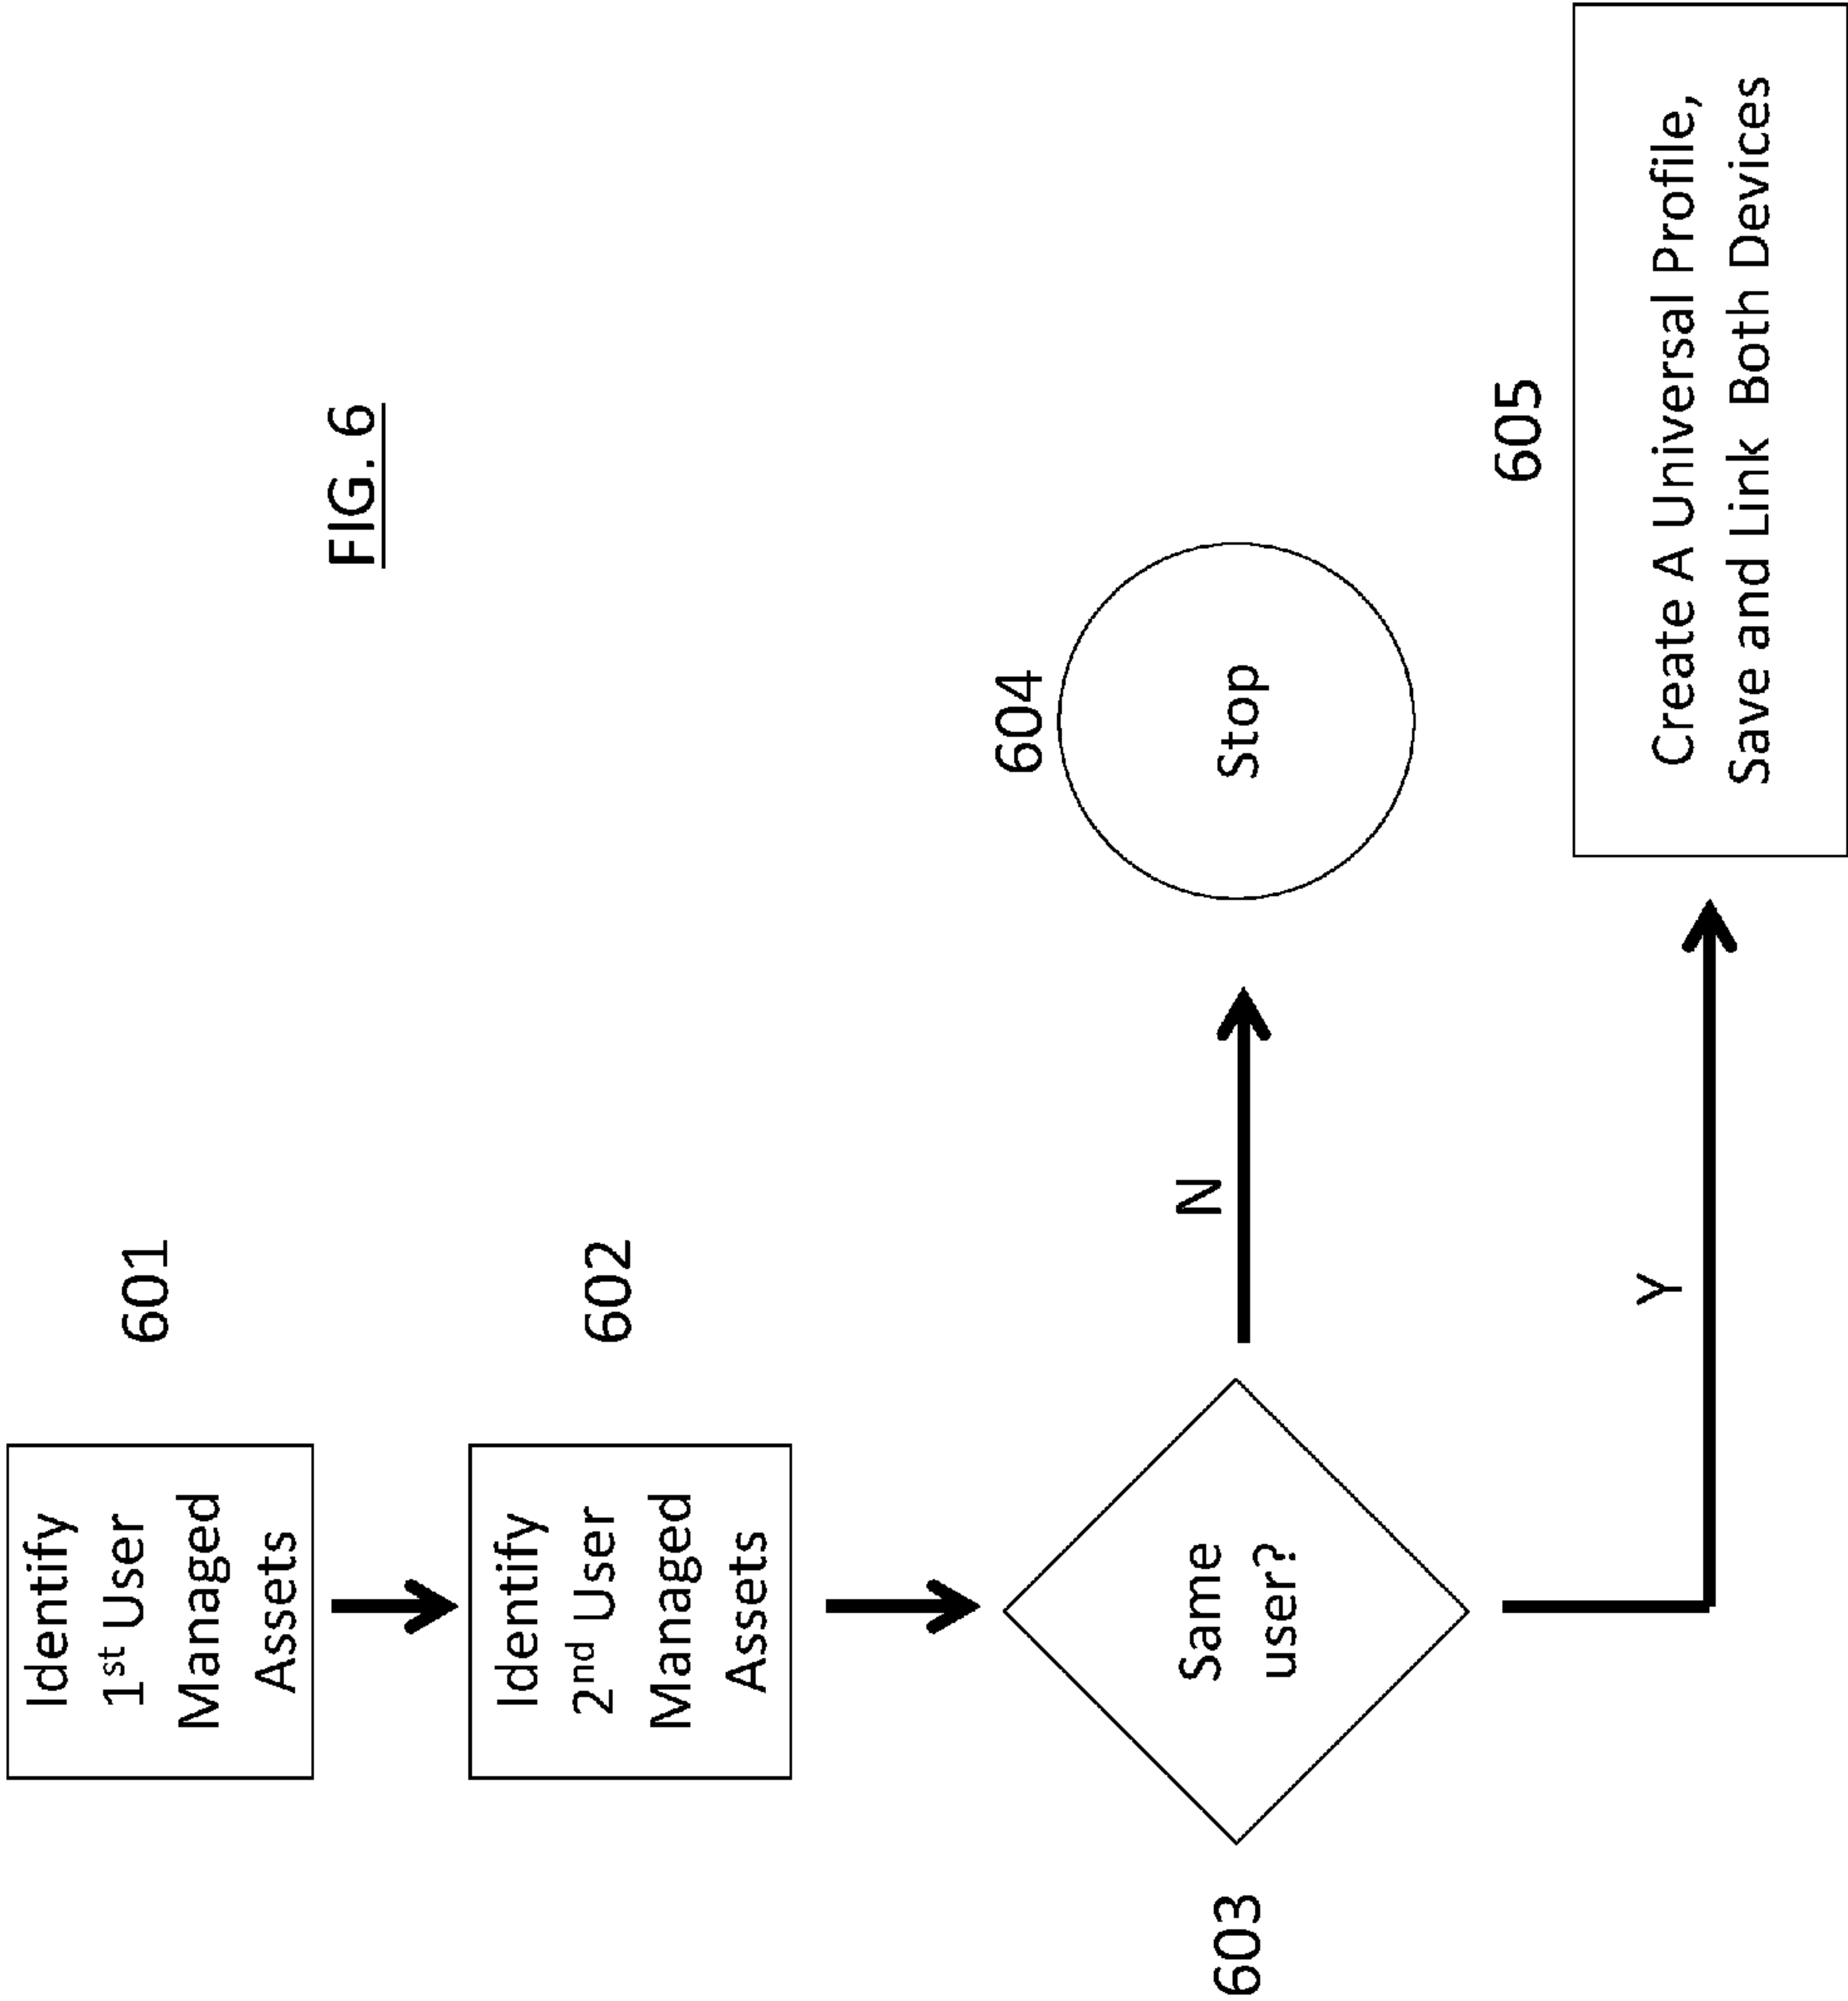 FIG. 6
Identify
1st User
Managed
Assets
601
Identify
2nd User
Managed
Assets
602
Same
user?
603
N
Stop
604
Y
Create A Universal Profile,
Save and Link Both Devices
605